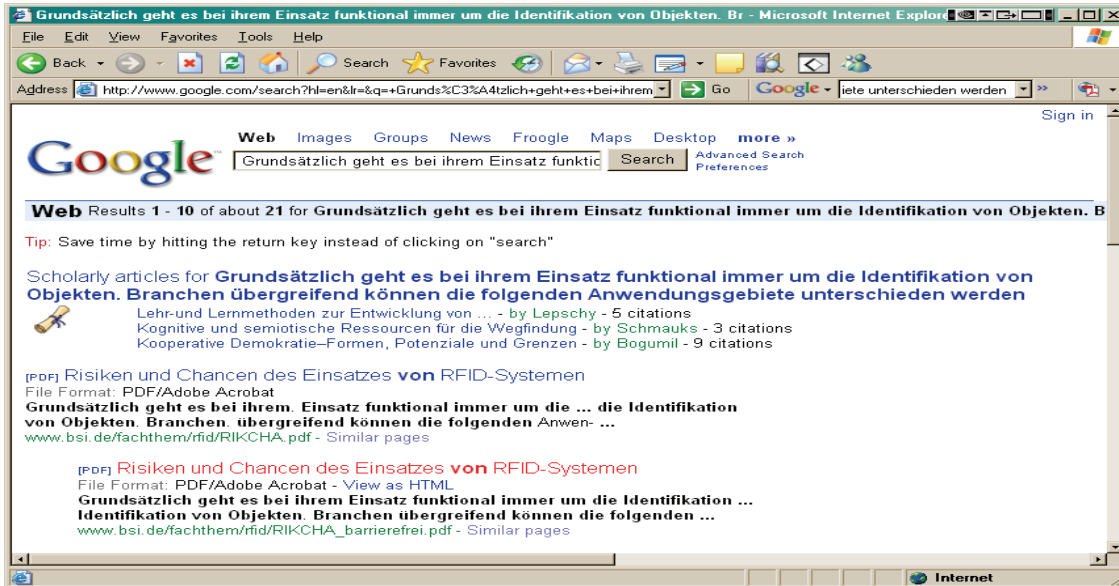 Grundsätzlich geht es bei ihrem Einsatz funktional immer um die Identifikation von Objekten. Br - Microsoft Internet Explor
File Edit View Favorites Tools Help
Back Search Favorites
Address http://www.google.com/search?hl=en&lr=&q=+Grunds%C3%A4tzlich+geht+es+bei+ihrem Go Google iete unterschieden werden »
Sign in
Web Images Groups News Froogle Maps Desktop more »
Google™ Grundsätzlich geht es bei ihrem Einsatz funktio Search Advanced Search
Preferences
Web Results 1 - 10 of about 21 for Grundsätzlich geht es bei ihrem Einsatz funktional immer um die Identifikation von Objekten. B
Tip: Save time by hitting the return key instead of clicking on "search"
Scholarly articles for Grundsätzlich geht es bei ihrem Einsatz funktional immer um die Identifikation von
Objekten. Branchen übergreifend können die folgenden Anwendungsgebiete unterschieden werden
Lehr-und Lernmethoden zur Entwicklung von ... - by Lepschy - 5 citations
Kognitive und semiotische Ressourcen für die Wegfindung - by Schmauks - 3 citations
Kooperative Demokratie–Formen, Potenziale und Grenzen - by Bogumil - 9 citations
[PDF] Risiken und Chancen des Einsatzes von RFID-Systemen
File Format: PDF/Adobe Acrobat
Grundsätzlich geht es bei ihrem. Einsatz funktional immer um die ... die Identifikation
von Objekten. Branchen. übergreifend können die folgenden Anwen- ...
www.bsi.de/fachthem/rfid/RIKCHA.pdf - Similar pages
[PDF] Risiken und Chancen des Einsatzes von RFID-Systemen
File Format: PDF/Adobe Acrobat - View as HTML
Grundsätzlich geht es bei ihrem Einsatz funktional immer um die Identifikation ...
Identifikation von Objekten. Branchen übergreifend können die folgenden ...
www.bsi.de/fachthem/rfid/RIKCHA_barrierefrei.pdf - Similar pages
Internet